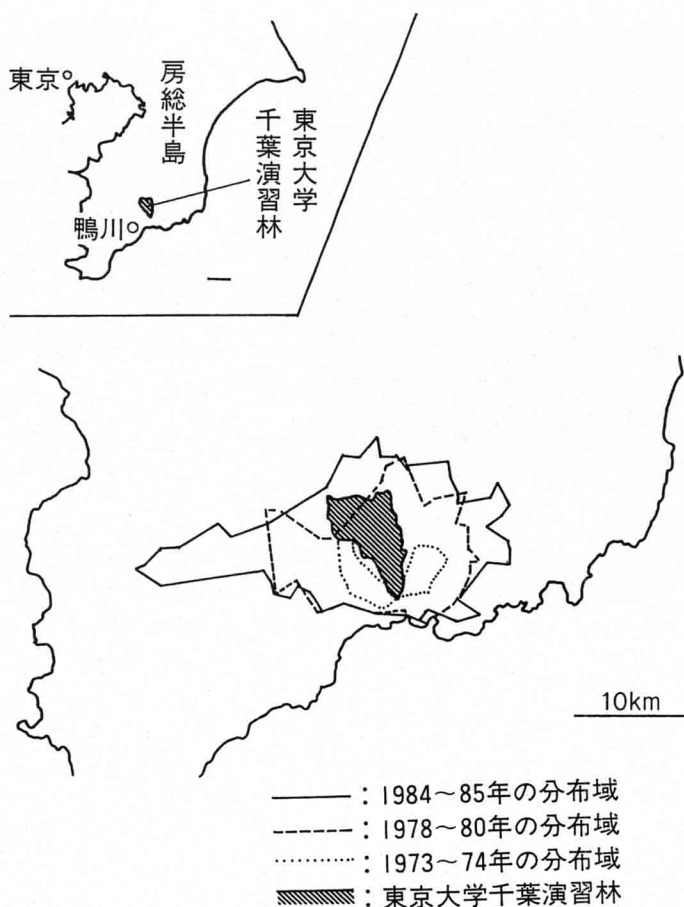 東京
房総半島
東京大学
千葉演習林
鴨川
10km
: 1984～85年の分布域
: 1978～80年の分布域
: 1973～74年の分布域
: 東京大学千葉演習林